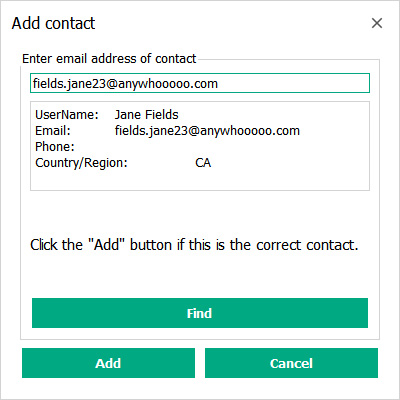 Add contact
Enter email address of contact
fields.jane23@anywhooooo.com
UserName: Jane Fields
Email: fields.jane23@anywhooooo.com
Phone:
Country/Region: CA
Click the "Add" button if this is the correct contact.
Find
Add Cancel